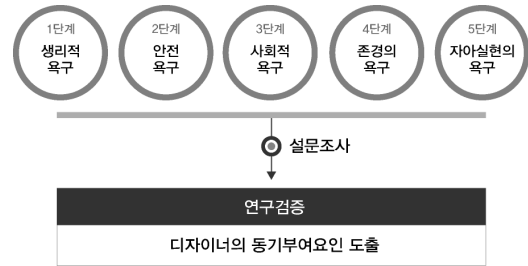 1단계 2단계 3단계 4단계 5단계
생리적 안전 사회적 존경의 자아실현의
욕구 욕구 욕구 욕구 욕구
설문조사
연구검증
디자이너의 동기부여요인 도출